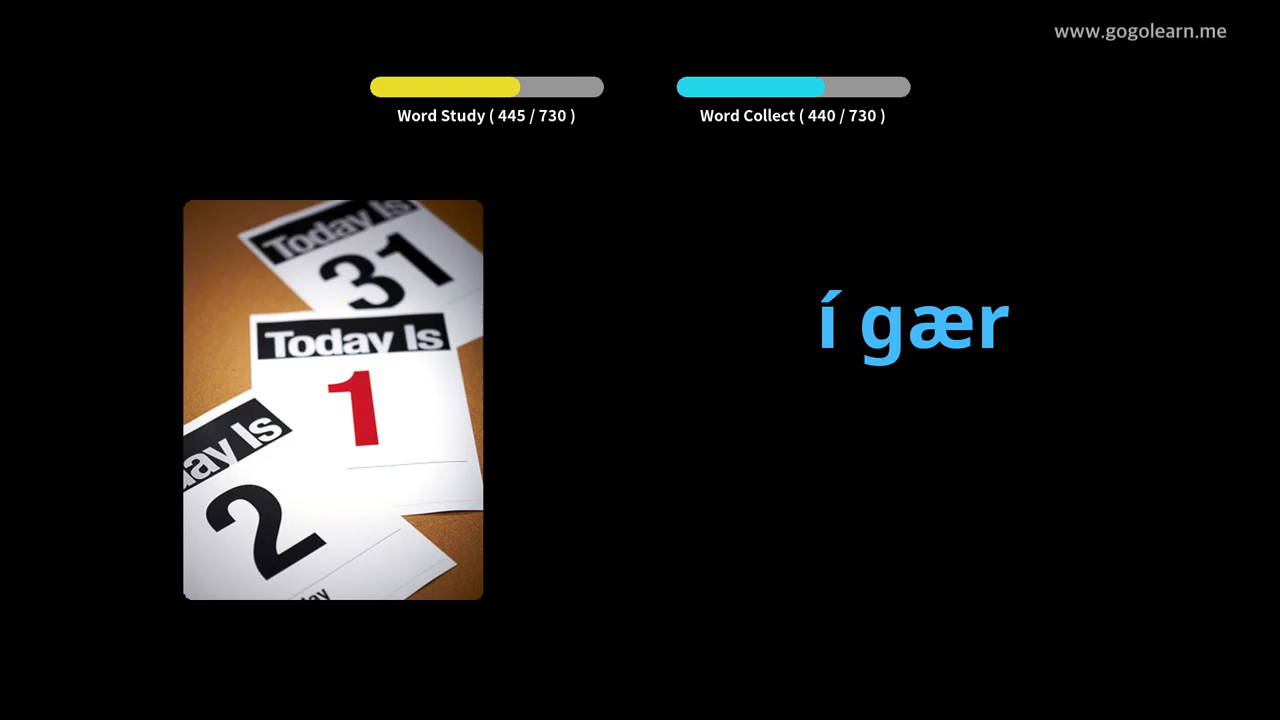 www.gogolearn.me
Word Study ( 445 / 730 )
Word Collect ( 440 / 730 )
Today Is
31
Today Is
1
í gær
ay Is
2